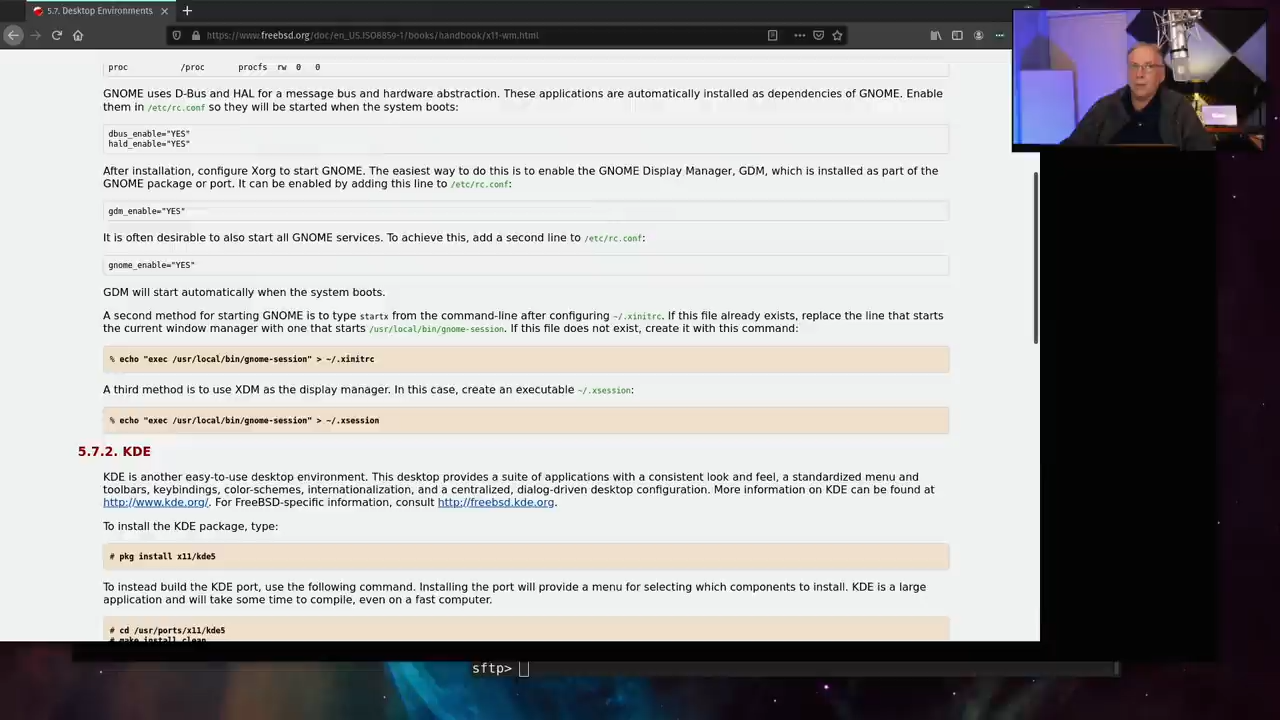 5.7. Desktop Environments
https://www.freebsd.org/doc/en_US.ISO8859-1/books/handbook/x11-wm.html
proc /proc procfs rw 0 0
GNOME uses D-Bus and HAL for a message bus and hardware abstraction. These applications are automatically installed as dependencies of GNOME. Enable
them in /etc/rc.conf so they will be started when the system boots:
dbus_enable="YES"
hald_enable="YES"
After installation, configure Xorg to start GNOME. The easiest way to do this is to enable the GNOME Display Manager, GDM, which is installed as part of the
GNOME package or port. It can be enabled by adding this line to /etc/rc.conf:
gdm_enable="YES"
It is often desirable to also start all GNOME services. To achieve this, add a second line to /etc/rc.conf:
gnome_enable="YES"
GDM will start automatically when the system boots.
A second method for starting GNOME is to type startx from the command-line after configuring ~/.xinitrc. If this file already exists, replace the line that starts
the current window manager with one that starts /usr/local/bin/gnome-session. If this file does not exist, create it with this command:
% echo "exec /usr/local/bin/gnome-session" > ~/.xinitrc
A third method is to use XDM as the display manager. In this case, create an executable ~/.xsession:
% echo "exec /usr/local/bin/gnome-session" > ~/.xsession
5.7.2. KDE
KDE is another easy-to-use desktop environment. This desktop provides a suite of applications with a consistent look and feel, a standardized menu and
toolbars, keybindings, color-schemes, internationalization, and a centralized, dialog-driven desktop configuration. More information on KDE can be found at
http://www.kde.org/. For FreeBSD-specific information, consult http://freebsd.kde.org.
To install the KDE package, type:
# pkg install x11/kde5
To instead build the KDE port, use the following command. Installing the port will provide a menu for selecting which components to install. KDE is a large
application and will take some time to compile, even on a fast computer.
# cd /usr/ports/x11/kde5
# make install clean
sftp>